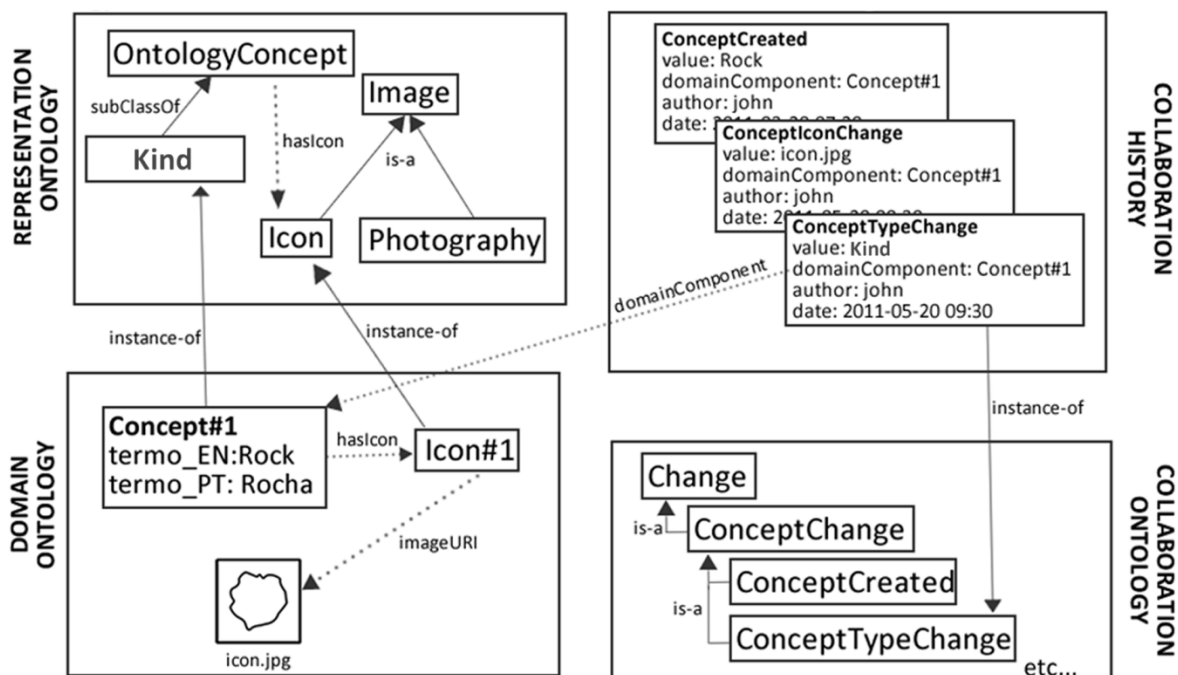 REPRESENTATION
ONTOLOGY
OntologyConcept
subClassOf
Kind
hasIcon
Image
is-a
Icon
Photography
instance-of
instance-of
DOMAIN
ONTOLOGY
Concept#1
termo_EN:Rock
termo_PT: Rocha
hasIcon
Icon#1
imageURI
icon.jpg
COLLABORATION
HISTORY
ConceptCreated
value: Rock
domainComponent: Concept#1
author: john
date:
ConceptIconChange
value: icon.jpg
domainComponent: Concept#1
author: john
date:
ConceptTypeChange
value: Kind
domainComponent: Concept#1
author: john
date: 2011-05-20 09:30
domainComponent
instance-of
COLLABORATION
ONTOLOGY
Change
is-a
ConceptChange
is-a
ConceptCreated
ConceptTypeChange
etc...